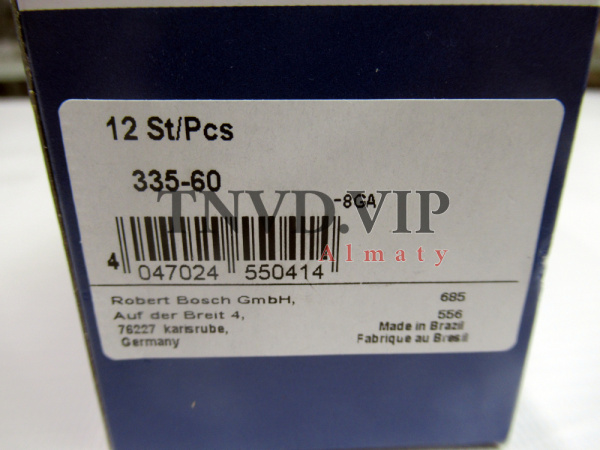 12 St/Pcs
335-60
-8GA
TNVD.VIP
Almaty
4 047024 550414
Robert Bosch GmbH,
Auf der Breit 4,
76227 karlsrube,
Germany
685
556
Made in Brazil
Fabrique au Bresil